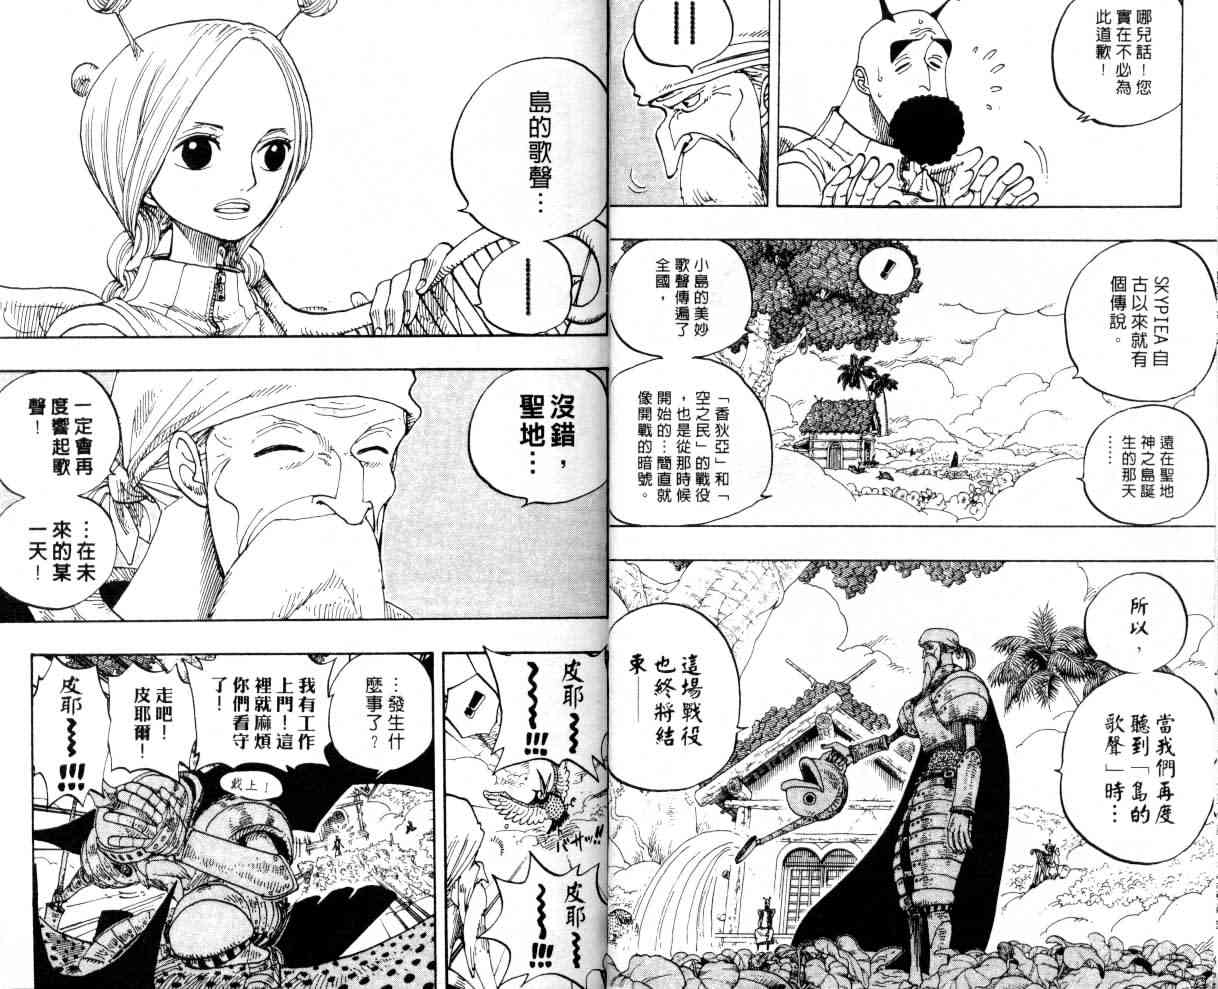 哪兒話！您
實在不必為
此道歉！
!!
SKYPIEA自
古以來就有
個傳說。
遠在聖地
神之島誕
生的那天
……
！
小島的美妙
歌聲傳遍了
全國，
「香狄亞」和「
空之民」的戰役
，也是從那時候
開始的…簡直就
像開戰的暗號。
所以，
當我們再度
聽到「島的
歌聲」時…
這場戰役
也終將結
束——
島的歌聲…
——
沒錯，
聖地…
一定會再
度響起歌
聲！
…在未
來的某
一天！
皮耶
～～!!!
！
バサッ!!
皮耶
～～!!!
…發生什
麼事了？
我有工作
上門！這
裡就麻煩
你們看守
了！
戴上！
走吧！
皮耶爾！
皮耶
～～!!!